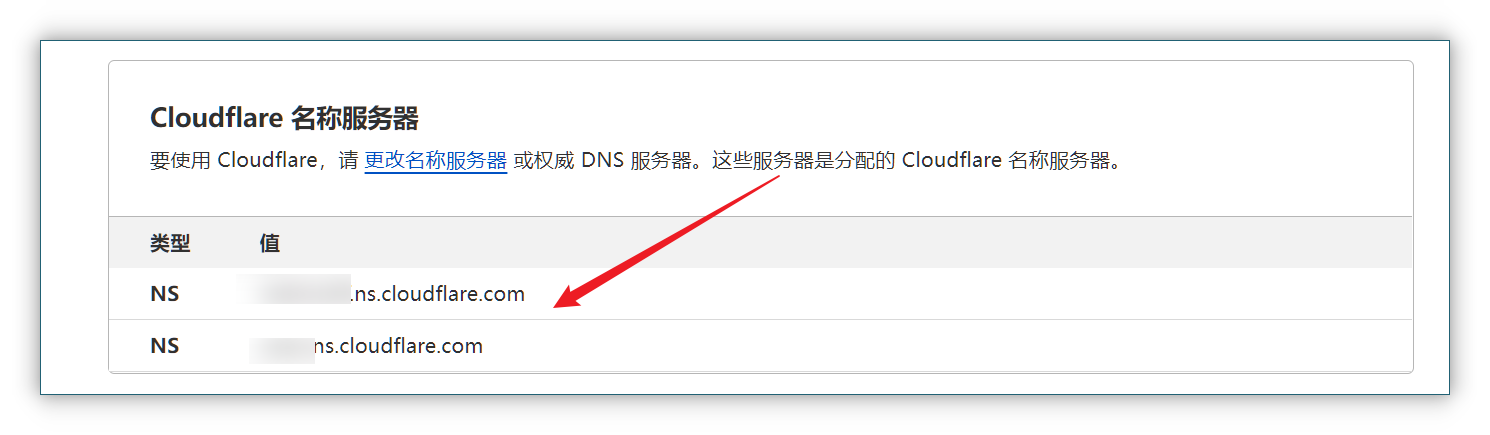 Cloudflare 名称服务器
要使用 Cloudflare，请 更改名称服务器 或权威 DNS 服务器。这些服务器是分配的 Cloudflare 名称服务器。
类型 值
NS .ns.cloudflare.com
NS ns.cloudflare.com